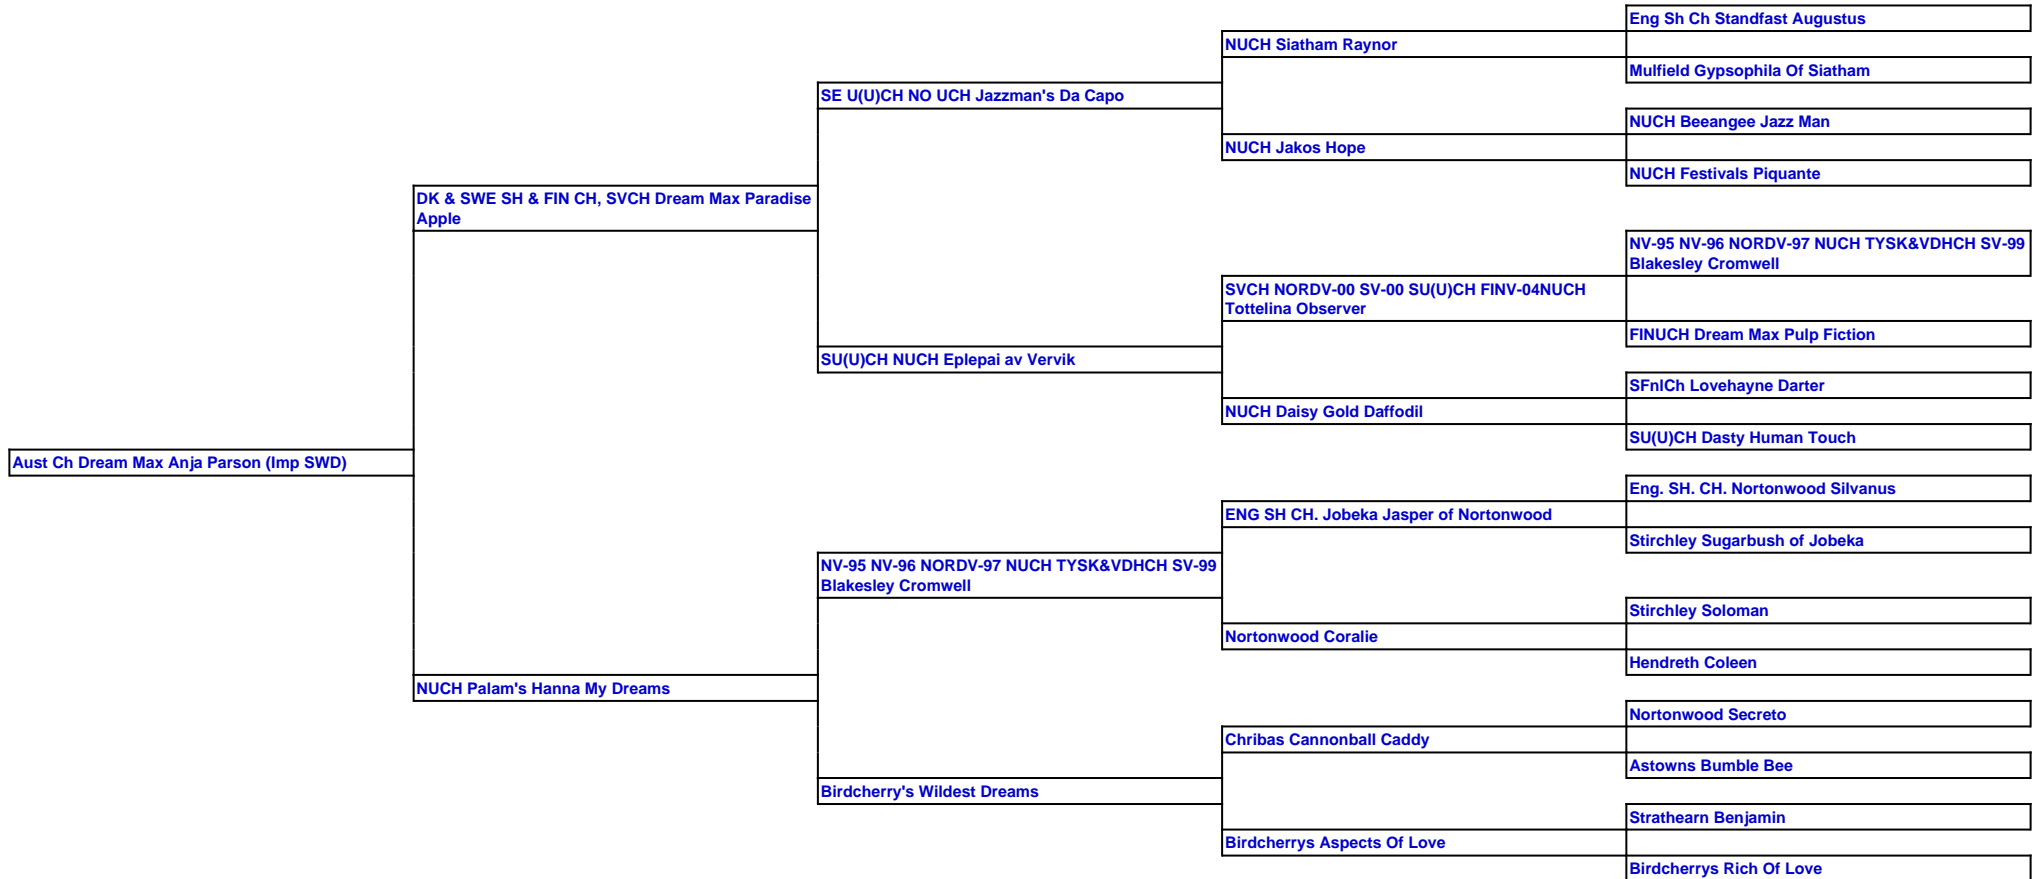 Eng Sh Ch Standfast Augustus
NUCH Siatham Raynor
Mulfield Gypsophila Of Siatham
SE U(U)CH NO UCH Jazzman's Da Capo
NUCH Beeangee Jazz Man
NUCH Jakos Hope
NUCH Festivals Piquante
DK & SWE SH & FIN CH, SVCH Dream Max Paradise
Apple
NV-95 NV-96 NORDV-97 NUCH TYSK&VDHCH SV-99
Blakesley Cromwell
SVCH NORDV-00 SV-00 SU(U)CH FINV-04NUCH
Tottelina Observer
FINUCH Dream Max Pulp Fiction
SU(U)CH NUCH Eplepai av Vervik
SFnlCh Lovehayne Darter
NUCH Daisy Gold Daffodil
SU(U)CH Dasty Human Touch
Aust Ch Dream Max Anja Parson (Imp SWD)
Eng. SH. CH. Nortonwood Silvanus
ENG SH CH. Jobeka Jasper of Nortonwood
Stirchley Sugarbush of Jobeka
NV-95 NV-96 NORDV-97 NUCH TYSK&VDHCH SV-99
Blakesley Cromwell
Stirchley Soloman
Nortonwood Coralie
Hendreth Coleen
NUCH Palam's Hanna My Dreams
Nortonwood Secreto
Chribas Cannonball Caddy
Astowns Bumble Bee
Birdcherry's Wildest Dreams
Strathearn Benjamin
Birdcherrys Aspects Of Love
Birdcherrys Rich Of Love